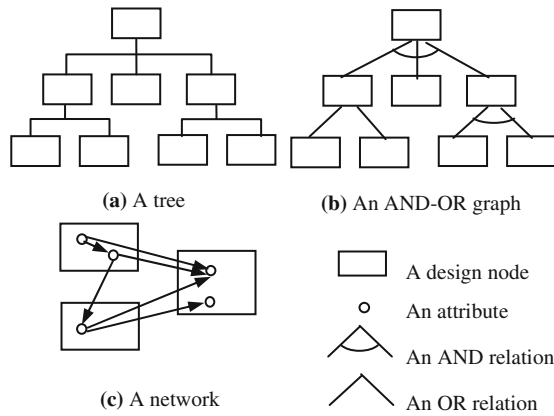 (a) A tree
(b) An AND-OR graph
A design node
An attribute
An AND relation
(c) A network
An OR relation